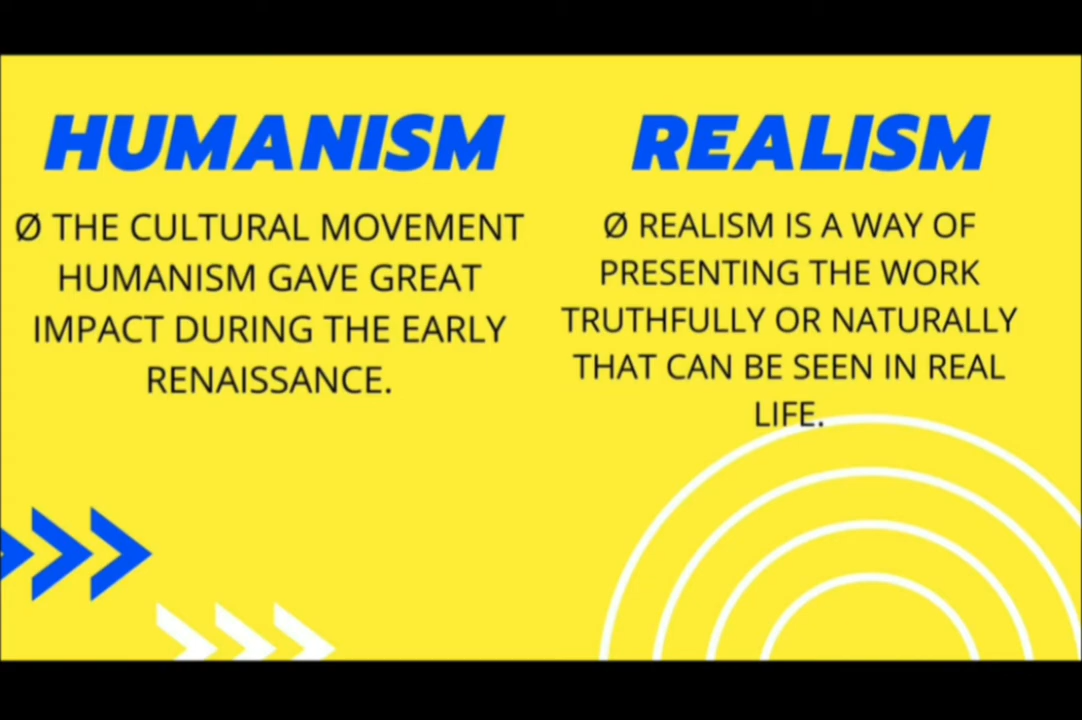 HUMANISM
Ø THE CULTURAL MOVEMENT
HUMANISM GAVE GREAT
IMPACT DURING THE EARLY
RENAISSANCE.
REALISM
Ø REALISM IS A WAY OF
PRESENTING THE WORK
TRUTHFULLY OR NATURALLY
THAT CAN BE SEEN IN REAL
LIFE.